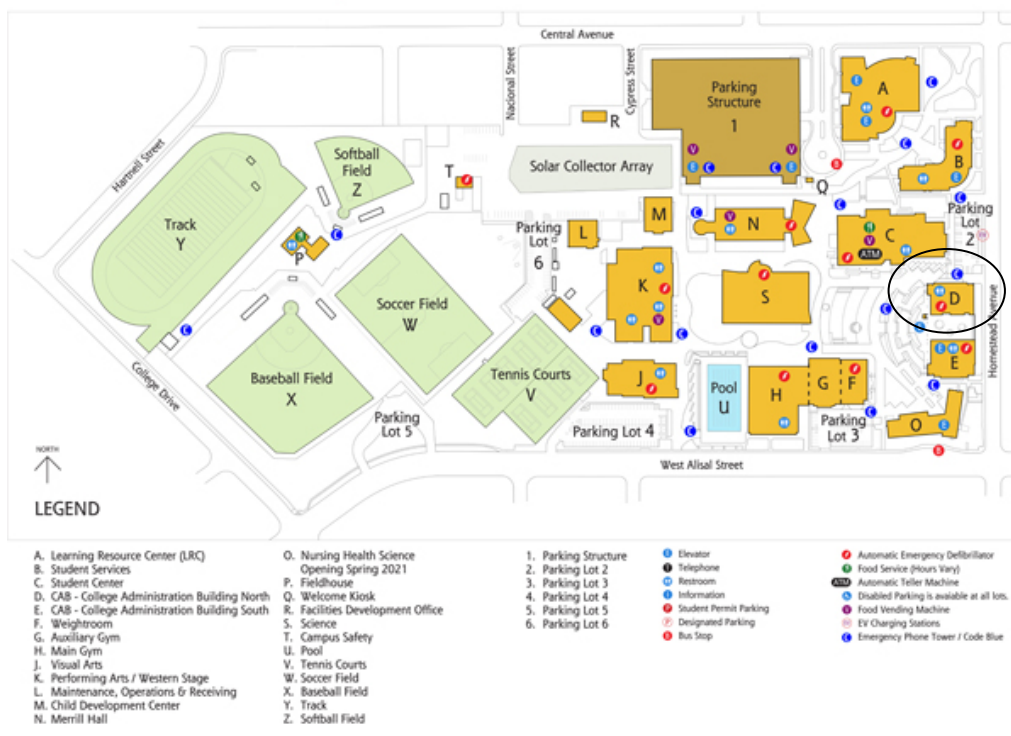 Central Avenue
Nacional Street
Cypress Street
Hartnell Street
Parking
Structure
1
A
R
Softball
Field
Z
T
Solar Collector Array
B
Q
Track
Y
P
M
N
C
ATM
Parking
Lot
2
L
Parking
Lot
6
K
S
D
Homestead Avenue
Soccer Field
W
E
College Drive
Baseball Field
X
Tennis Courts
V
J
Pool
U
H
G
F
O
Parking
Lot 5
Parking Lot 4
Parking
Lot 3
West Alisal Street
NORTH
LEGEND
A. Learning Resource Center (LRC)
B. Student Services
C. Student Center
D. CAB - College Administration Building North
E. CAB - College Administration Building South
F. Weightroom
G. Auxiliary Gym
H. Main Gym
J. Visual Arts
K. Performing Arts / Western Stage
L. Maintenance, Operations & Receiving
M. Child Development Center
N. Merrill Hall
O. Nursing Health Science
Opening Spring 2021
P. Fieldhouse
Q. Welcome Kiosk
R. Facilities Development Office
S. Science
T. Campus Safety
U. Pool
V. Tennis Courts
W. Soccer Field
X. Baseball Field
Y. Track
Z. Softball Field
1. Parking Structure
2. Parking Lot 2
3. Parking Lot 3
4. Parking Lot 4
5. Parking Lot 5
6. Parking Lot 6
Elevator
Telephone
Restroom
Information
Student Permit Parking
Designated Parking
Bus Stop
Automatic Emergency Defibrillator
Food Service (Hours Vary)
ATM Automatic Teller Machine
Disabled Parking is avaiable at all lots.
Food Vending Machine
EV Charging Stations
Emergency Phone Tower / Code Blue